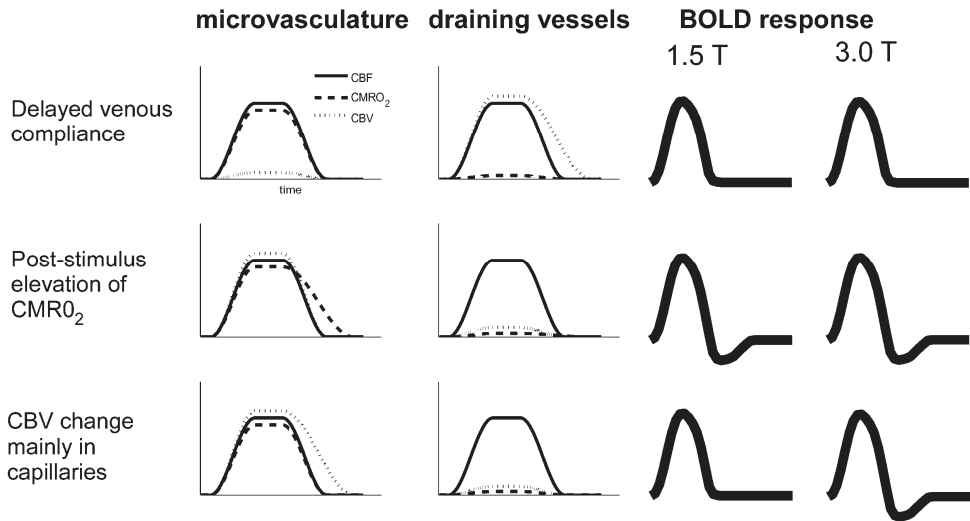 microvasculature draining vessels BOLD response
1.5 T 3.0 T
Delayed venous
compliance
CBF
CMRO2
CBV
time
Post-stimulus
elevation of
CMR02
CBV change
mainly in
capillaries